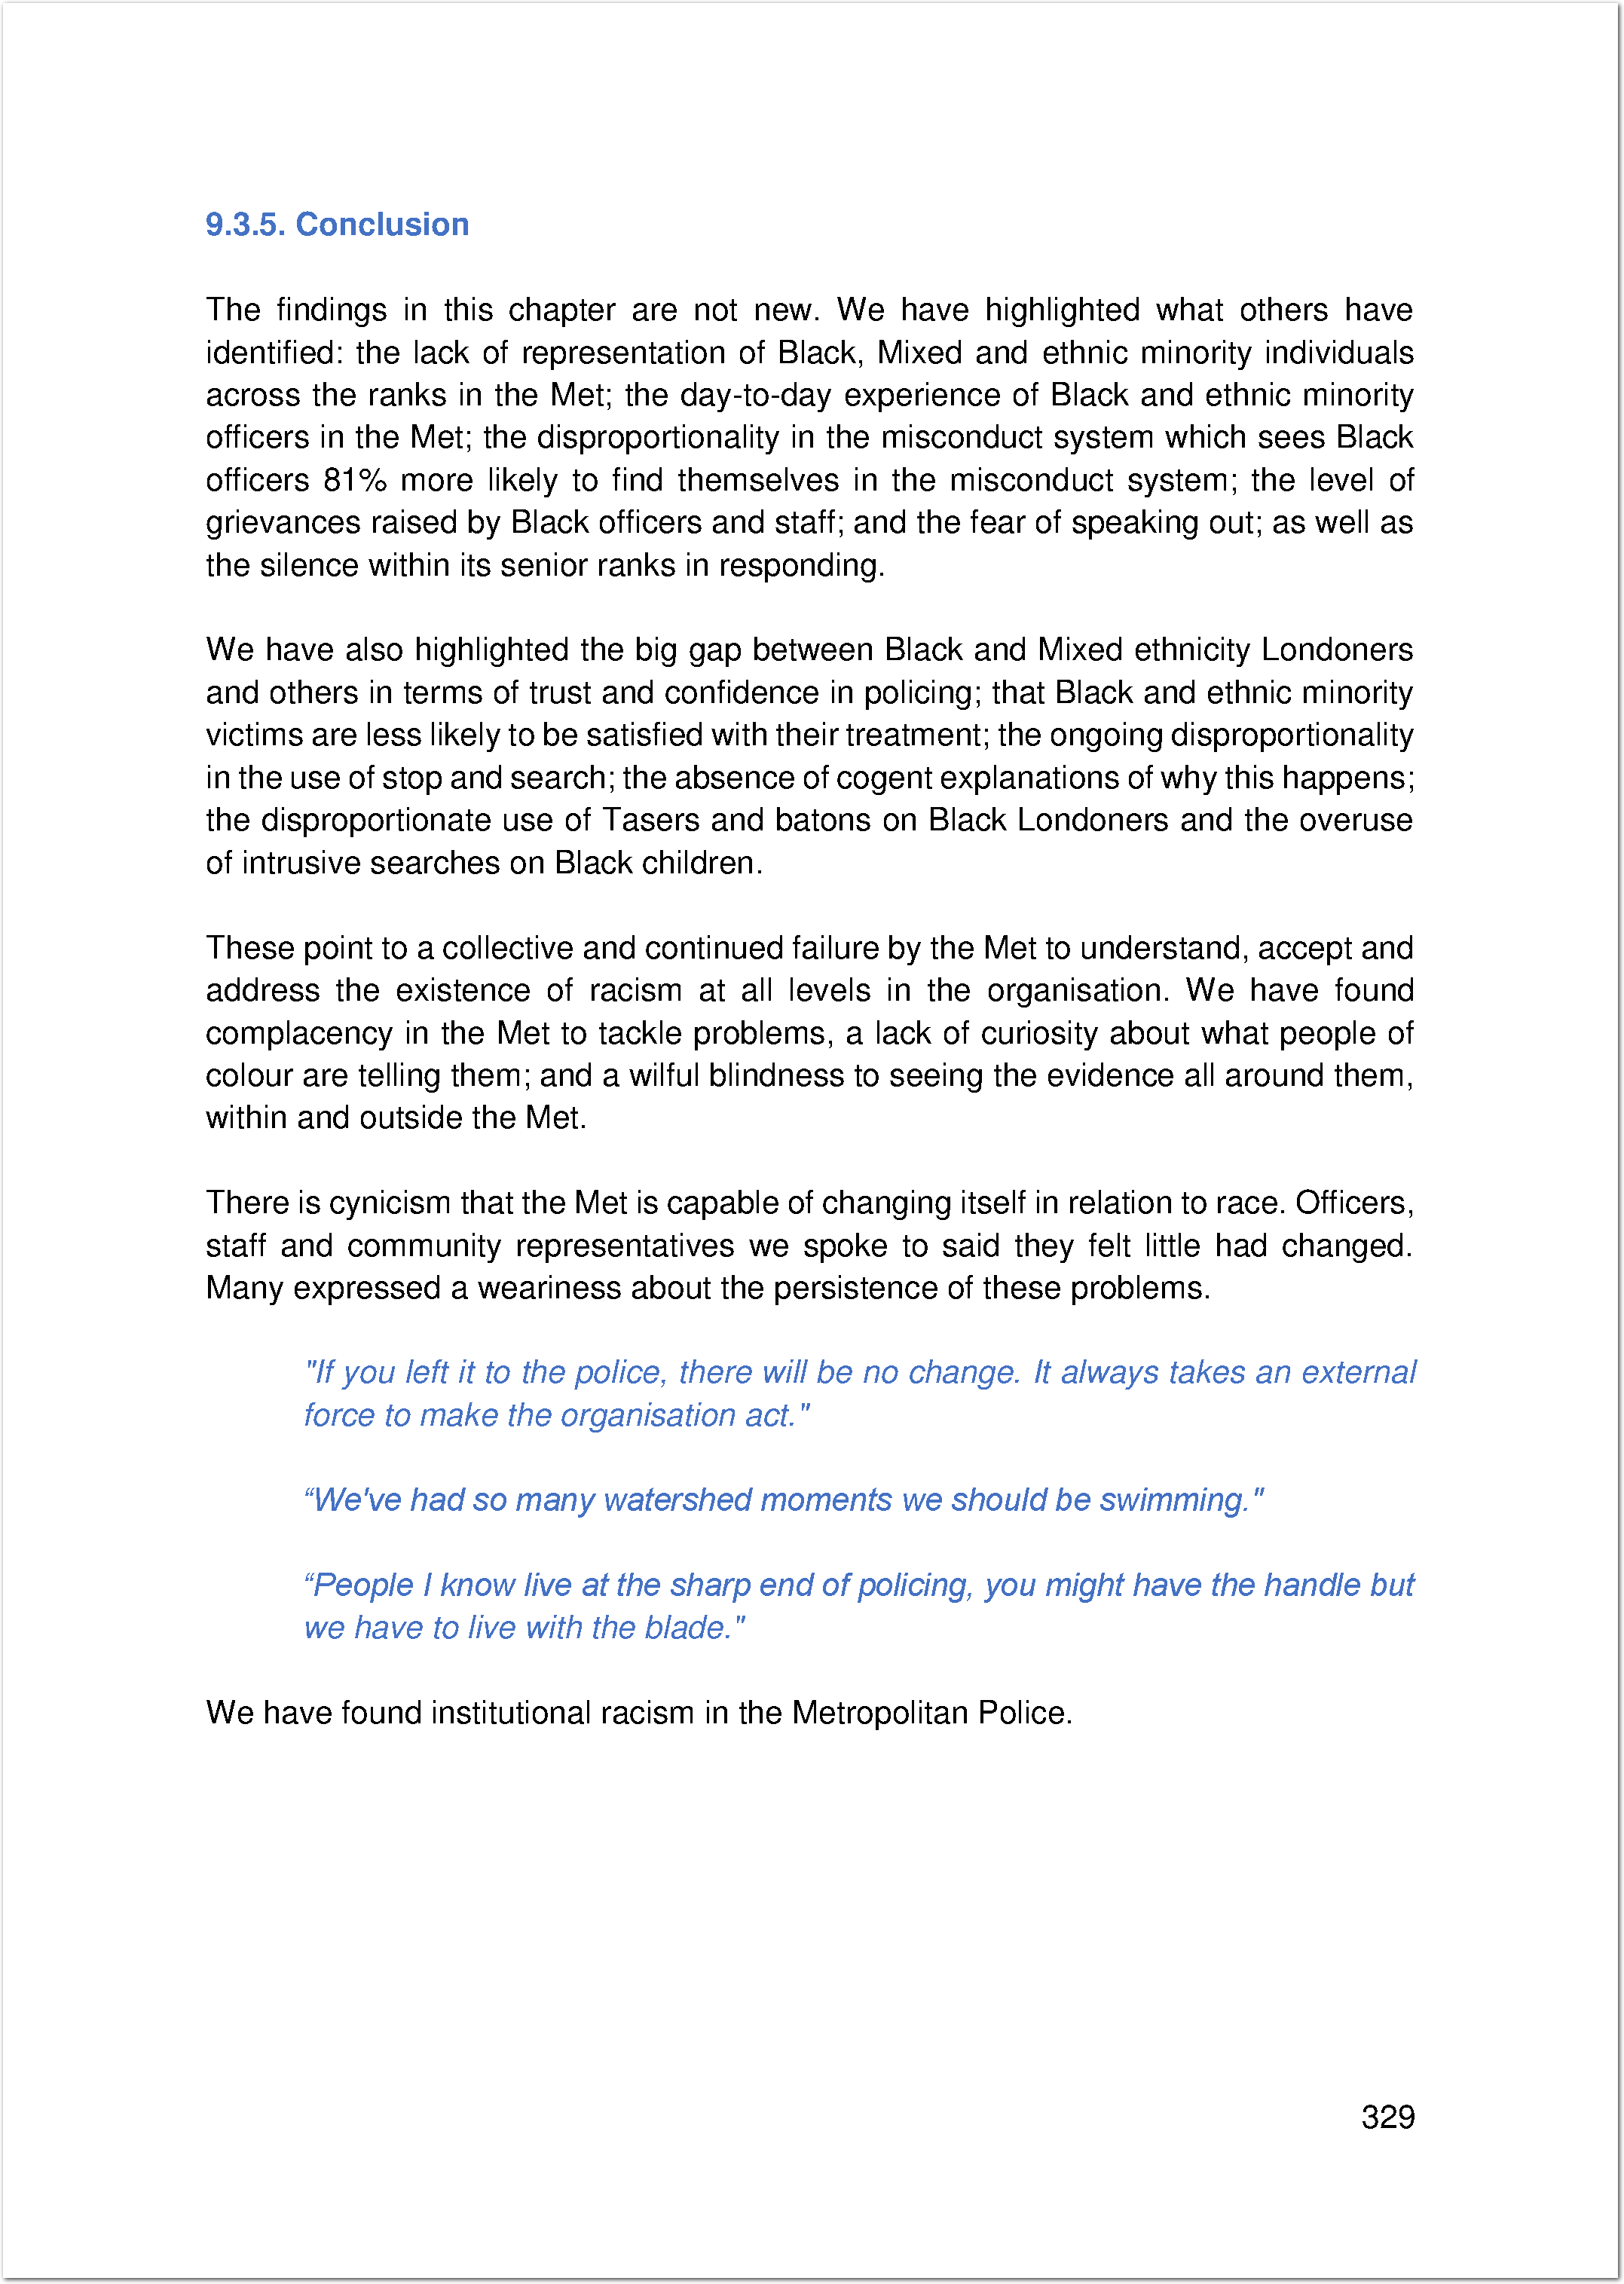 9.3.5. Conclusion
The findings in this chapter are not new. We have highlighted what others have
identified: the lack of representation of Black, Mixed and ethnic minority individuals
across the ranks in the Met; the day-to-day experience of Black and ethnic minority
officers in the Met; the disproportionality in the misconduct system which sees Black
officers 81% more likely to find themselves in the misconduct system; the level of
grievances raised by Black officers and staff; and the fear of speaking out; as well as
the silence within its senior ranks in responding.
We have also highlighted the big gap between Black and Mixed ethnicity Londoners
and others in terms of trust and confidence in policing; that Black and ethnic minority
victims are less likely to be satisfied with their treatment; the ongoing disproportionality
in the use of stop and search; the absence of cogent explanations of why this happens;
the disproportionate use of Tasers and batons on Black Londoners and the overuse
of intrusive searches on Black children.
These point to a collective and continued failure by the Met to understand, accept and
address the existence of racism at all levels in the organisation. We have found
complacency in the Met to tackle problems, a lack of curiosity about what people of
colour are telling them; and a wilful blindness to seeing the evidence all around them,
within and outside the Met.
There is cynicism that the Met is capable of changing itself in relation to race. Officers,
staff and community representatives we spoke to said they felt little had changed.
Many expressed a weariness about the persistence of these problems.
"If you left it to the police, there will be no change. It always takes an external
force to make the organisation act."
“We've had so many watershed moments we should be swimming."
“People I know live at the sharp end of policing, you might have the handle but
we have to live with the blade."
We have found institutional racism in the Metropolitan Police.
329